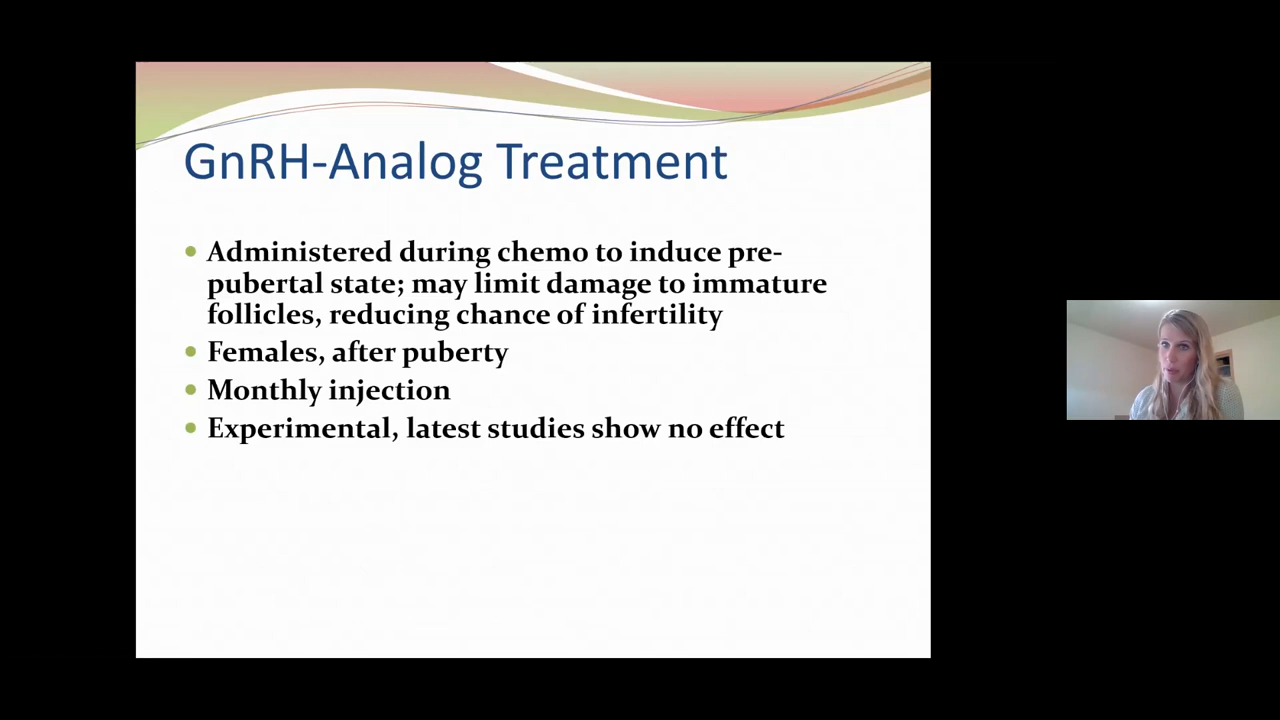 GnRH-Analog Treatment
Administered during chemo to induce pre-
pubertal state; may limit damage to immature
follicles, reducing chance of infertility
Females, after puberty
Monthly injection
Experimental, latest studies show no effect